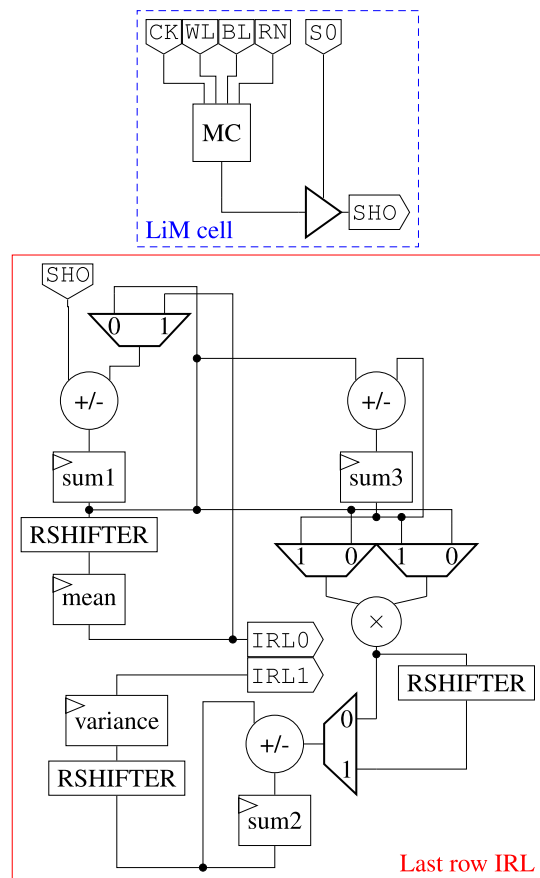 CK WL BL RN S0
MC
SHO
LiM cell
SHO
0 1
+/- +/-
sum1 sum3
RSHIFTER
1 0 1 0
mean
×
IRL0
IRL1
RSHIFTER
variance
0
+/-
RSHIFTER
1
sum2
Last row IRL